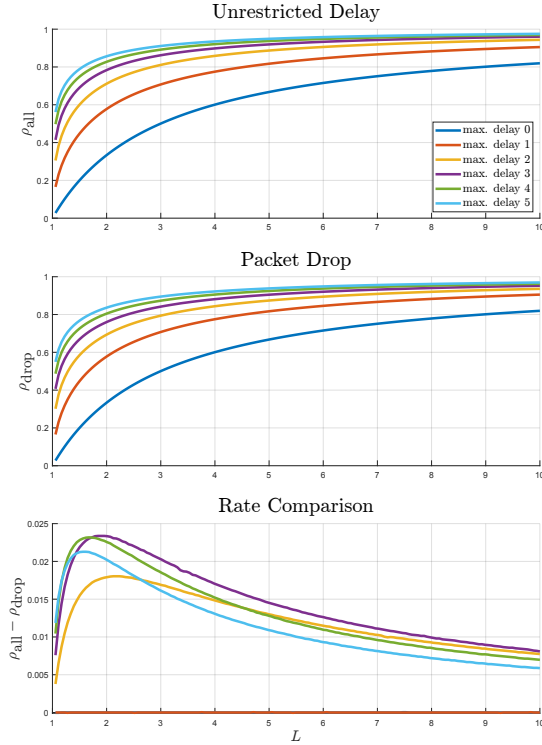 Unrestricted Delay
1
0.8
0.6
0.4
0.2
0
ρall
max. delay 0
max. delay 1
max. delay 2
max. delay 3
max. delay 4
max. delay 5
1 2 3 4 5 6 7 8 9 10
Packet Drop
1
0.8
0.6
0.4
0.2
0
ρdrop
1 2 3 4 5 6 7 8 9 10
Rate Comparison
0.025
0.02
0.015
0.01
0.005
0
ρall − ρdrop
1 2 3 4 5 6 7 8 9 10
L